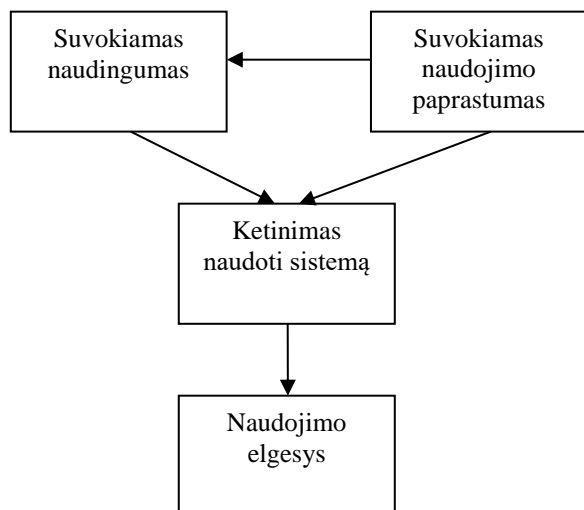 Suvokiamas
naudingumas
Suvokiamas
naudojimo
paprastumas
Ketinimas
naudoti sistemą
Naudojimo
elgesys